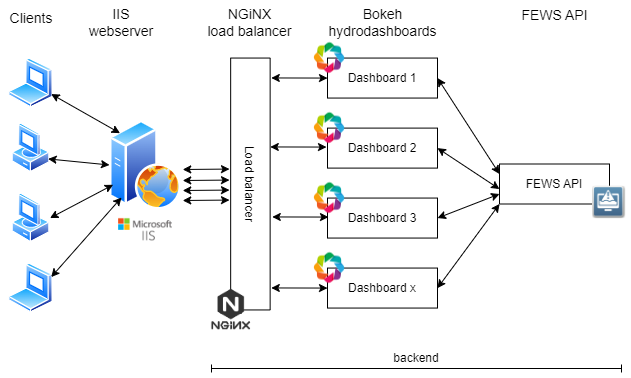 Clients
IIS
webserver
NGiNX
load balancer
Bokeh
hydrodashboards
FEWS API
Dashboard 1
Dashboard 2
Dashboard 3
Dashboard x
Load balancer
FEWS API
Microsoft
IIS
N
NGiNX
backend